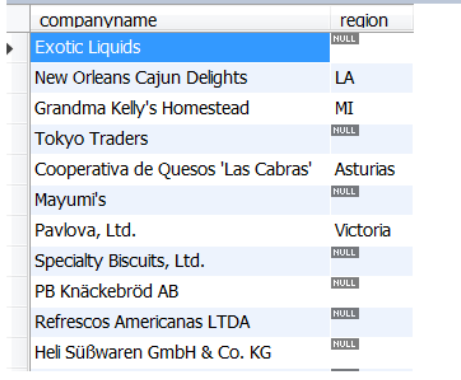 companyname region
Exotic Liquids NULL
New Orleans Cajun Delights LA
Grandma Kelly's Homestead MI
Tokyo Traders NULL
Cooperativa de Quesos 'Las Cabras' Asturias
Mayumi's NULL
Pavlova, Ltd. Victoria
Specialty Biscuits, Ltd. NULL
PB Knäckebröd AB NULL
Refrescos Americanas LTDA NULL
Heli Süßwaren GmbH & Co. KG NULL